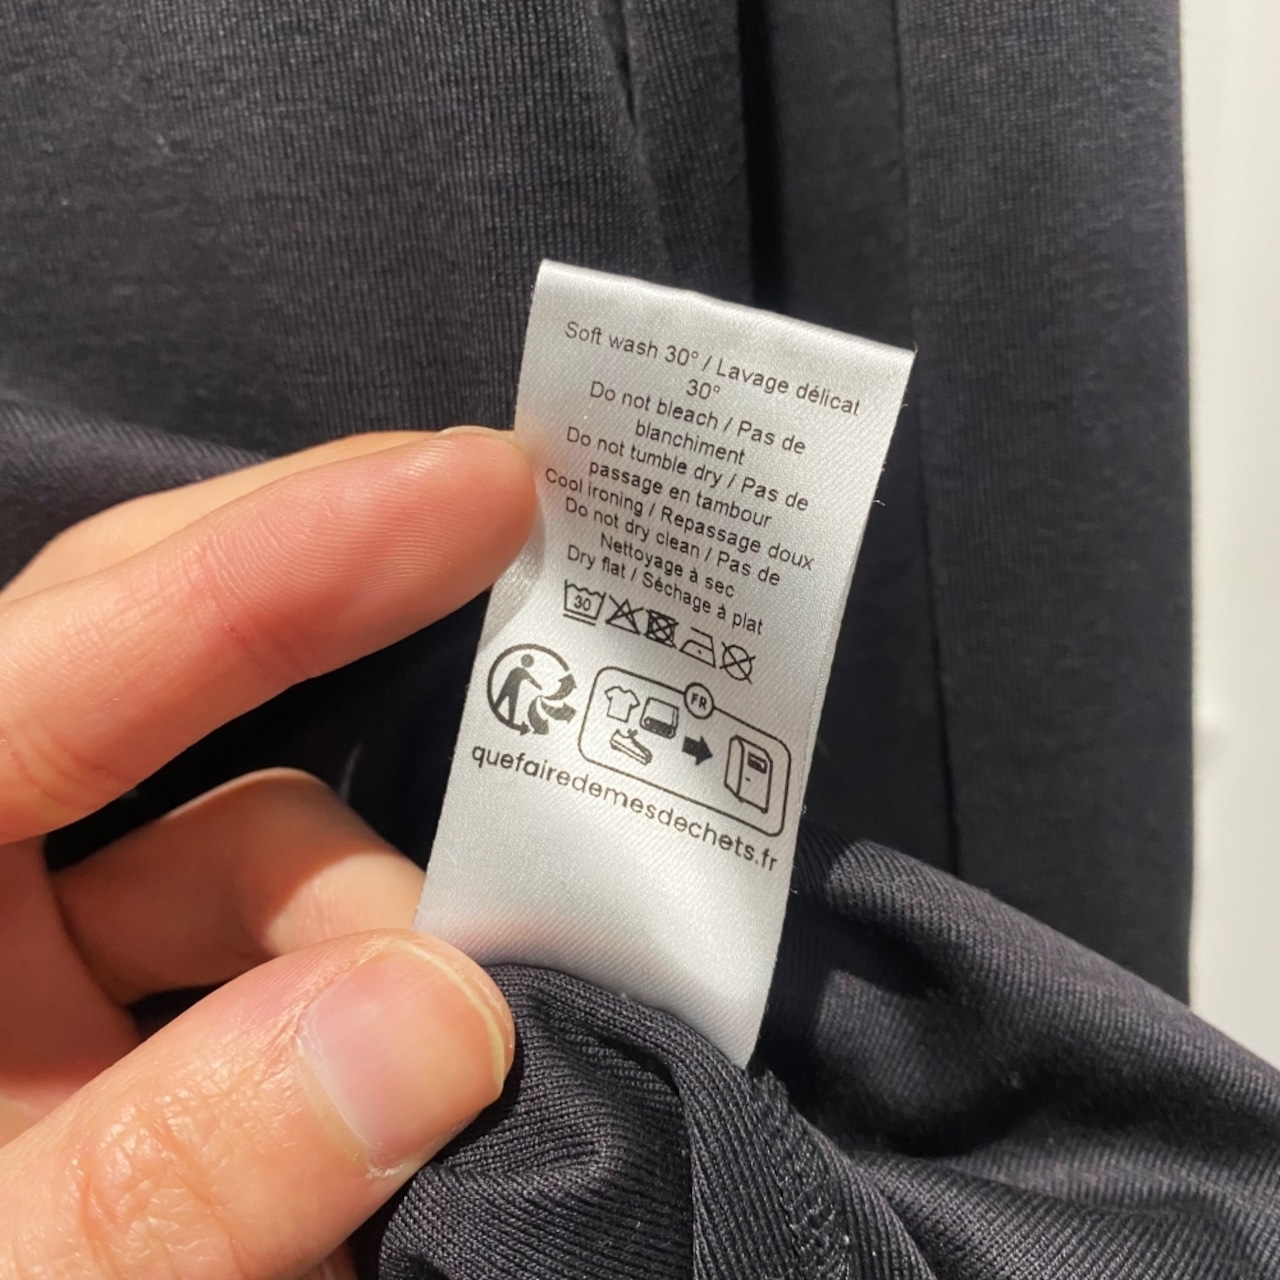 Soft wash 30° / Lavage délicat
30°
Do not bleach / Pas de
blanchiment
Do not tumble dry / Pas de
passage en tambour
Cool ironing / Repassage doux
Do not dry clean / Pas de
Nettoyage à sec
Dry flat / Séchage à plat
30
FR
quefairedemesdechets.fr